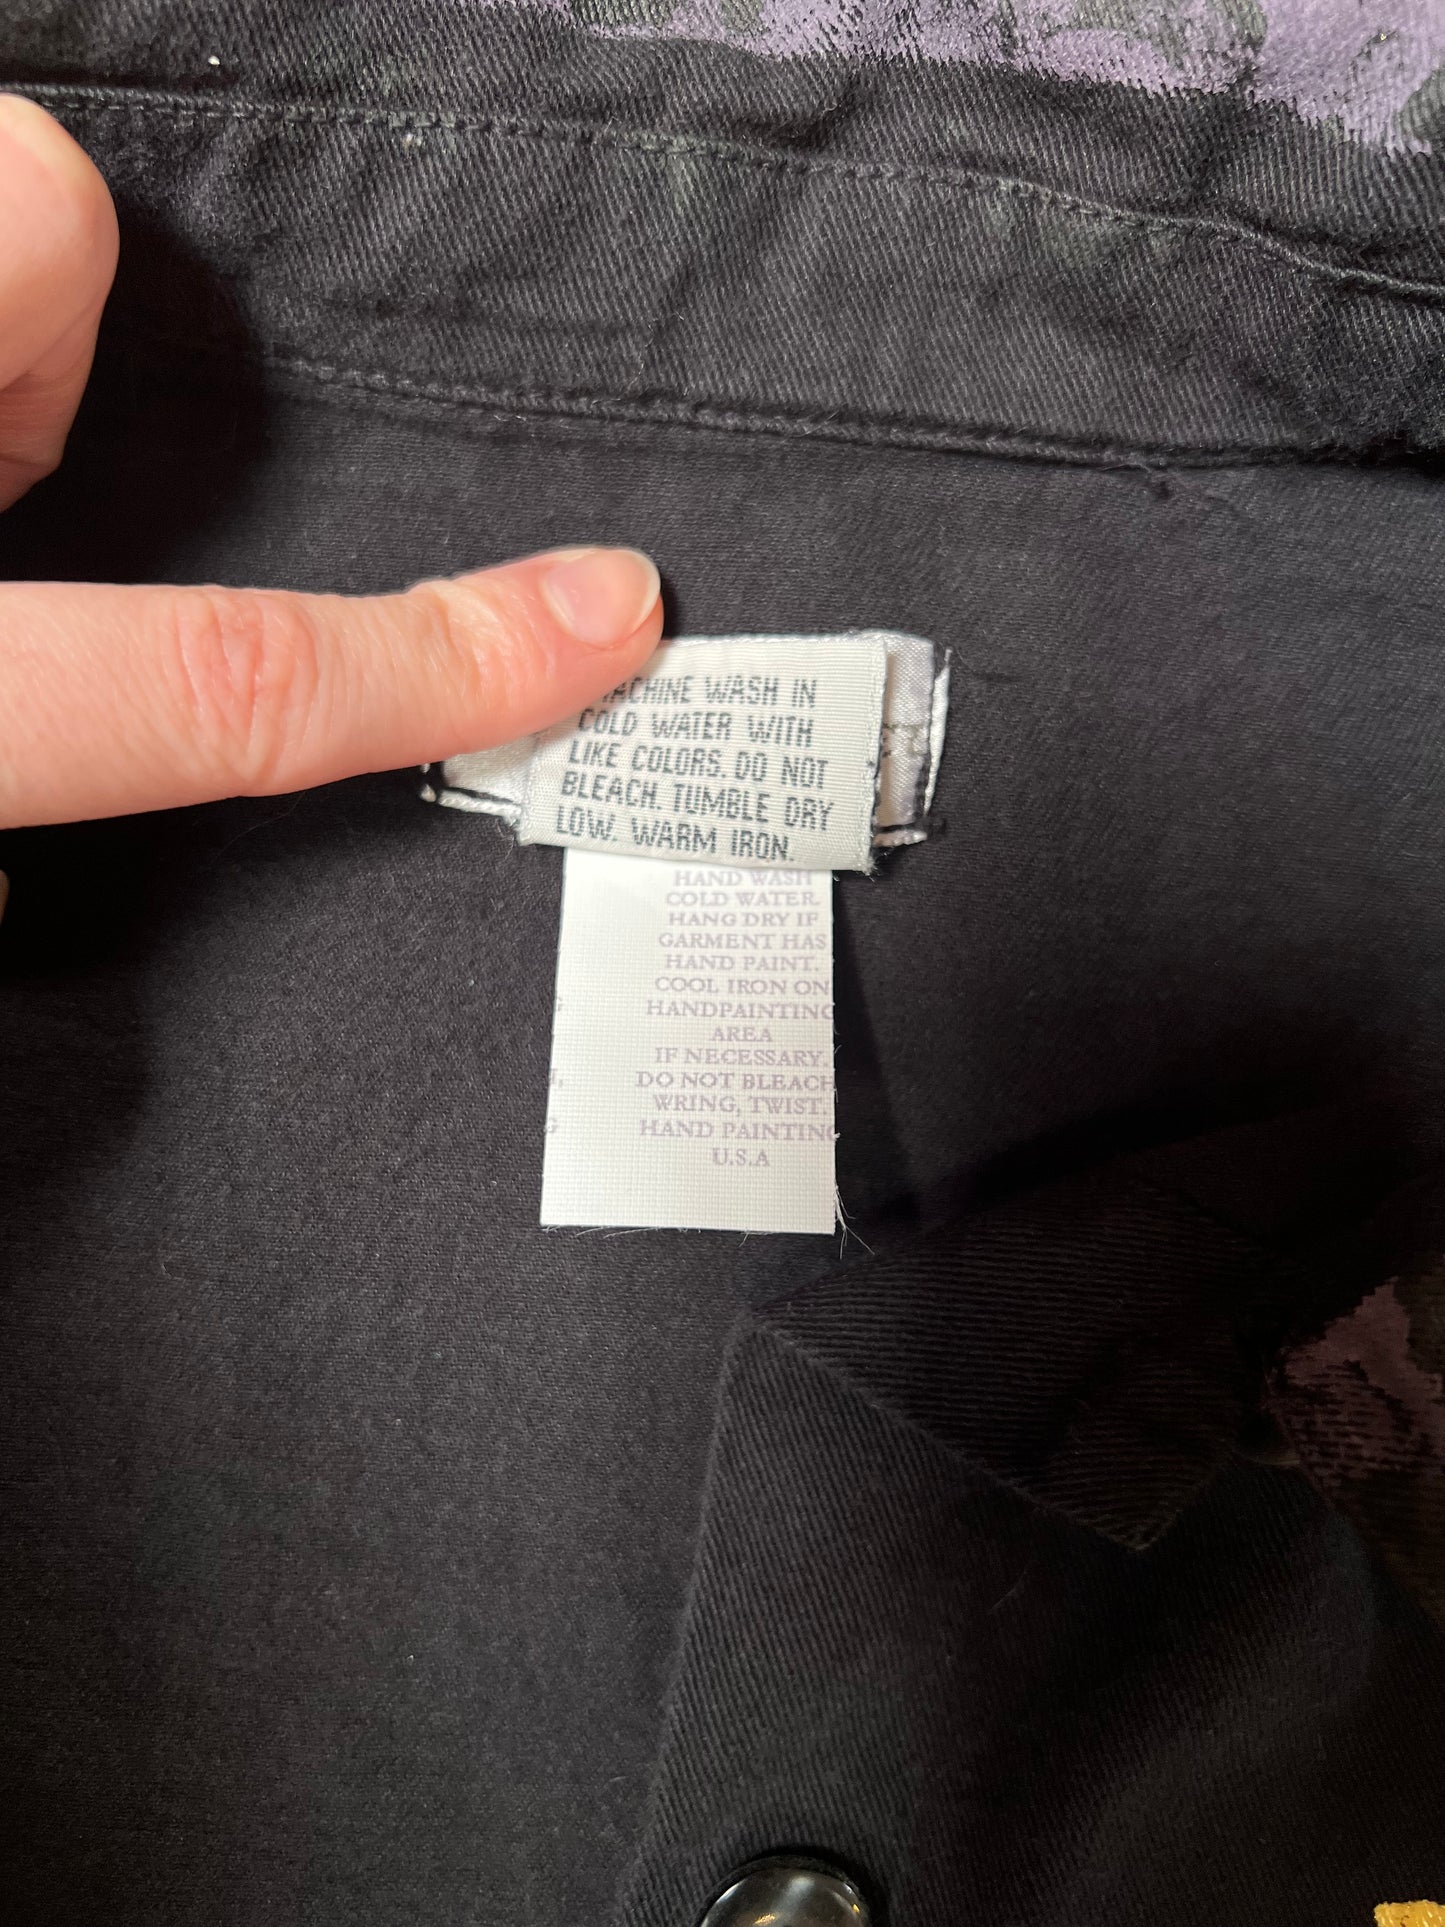 MACHINE WASH IN
COLD WATER WITH
LIKE COLORS. DO NOT
BLEACH. TUMBLE DRY
LOW. WARM IRON.
HAND WASH
COLD WATER
HANG DRY IF
GARMENT HAS
HAND PAINT.
COOL IRON ON
HANDPAINTING
AREA
IF NECESSARY.
DO NOT BLEACH
WRING, TWIST.
HAND PAINTING
U.S.A